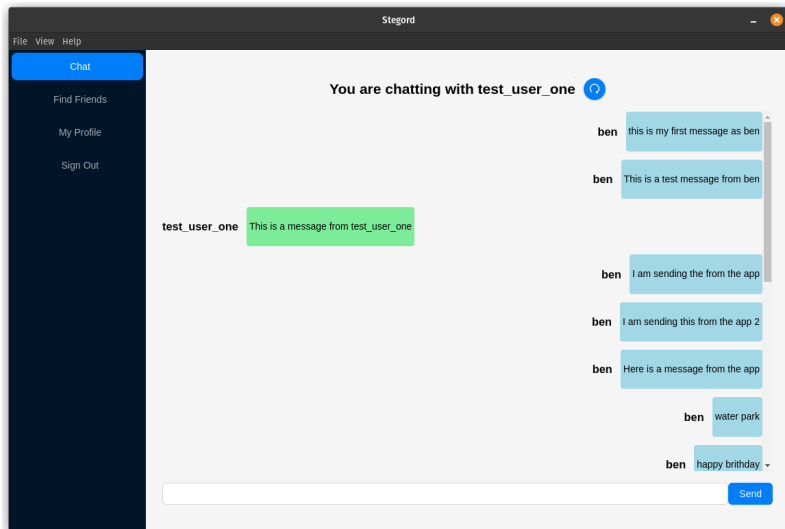 Stegord
File View Help
Chat
Find Friends
My Profile
Sign Out
You are chatting with test_user_one
ben this is my first message as ben
ben This is a test message from ben
test_user_one This is a message from test_user_one
ben I am sending the from the app
ben I am sending this from the app 2
ben Here is a message from the app
ben water park
ben happy brithday
Send